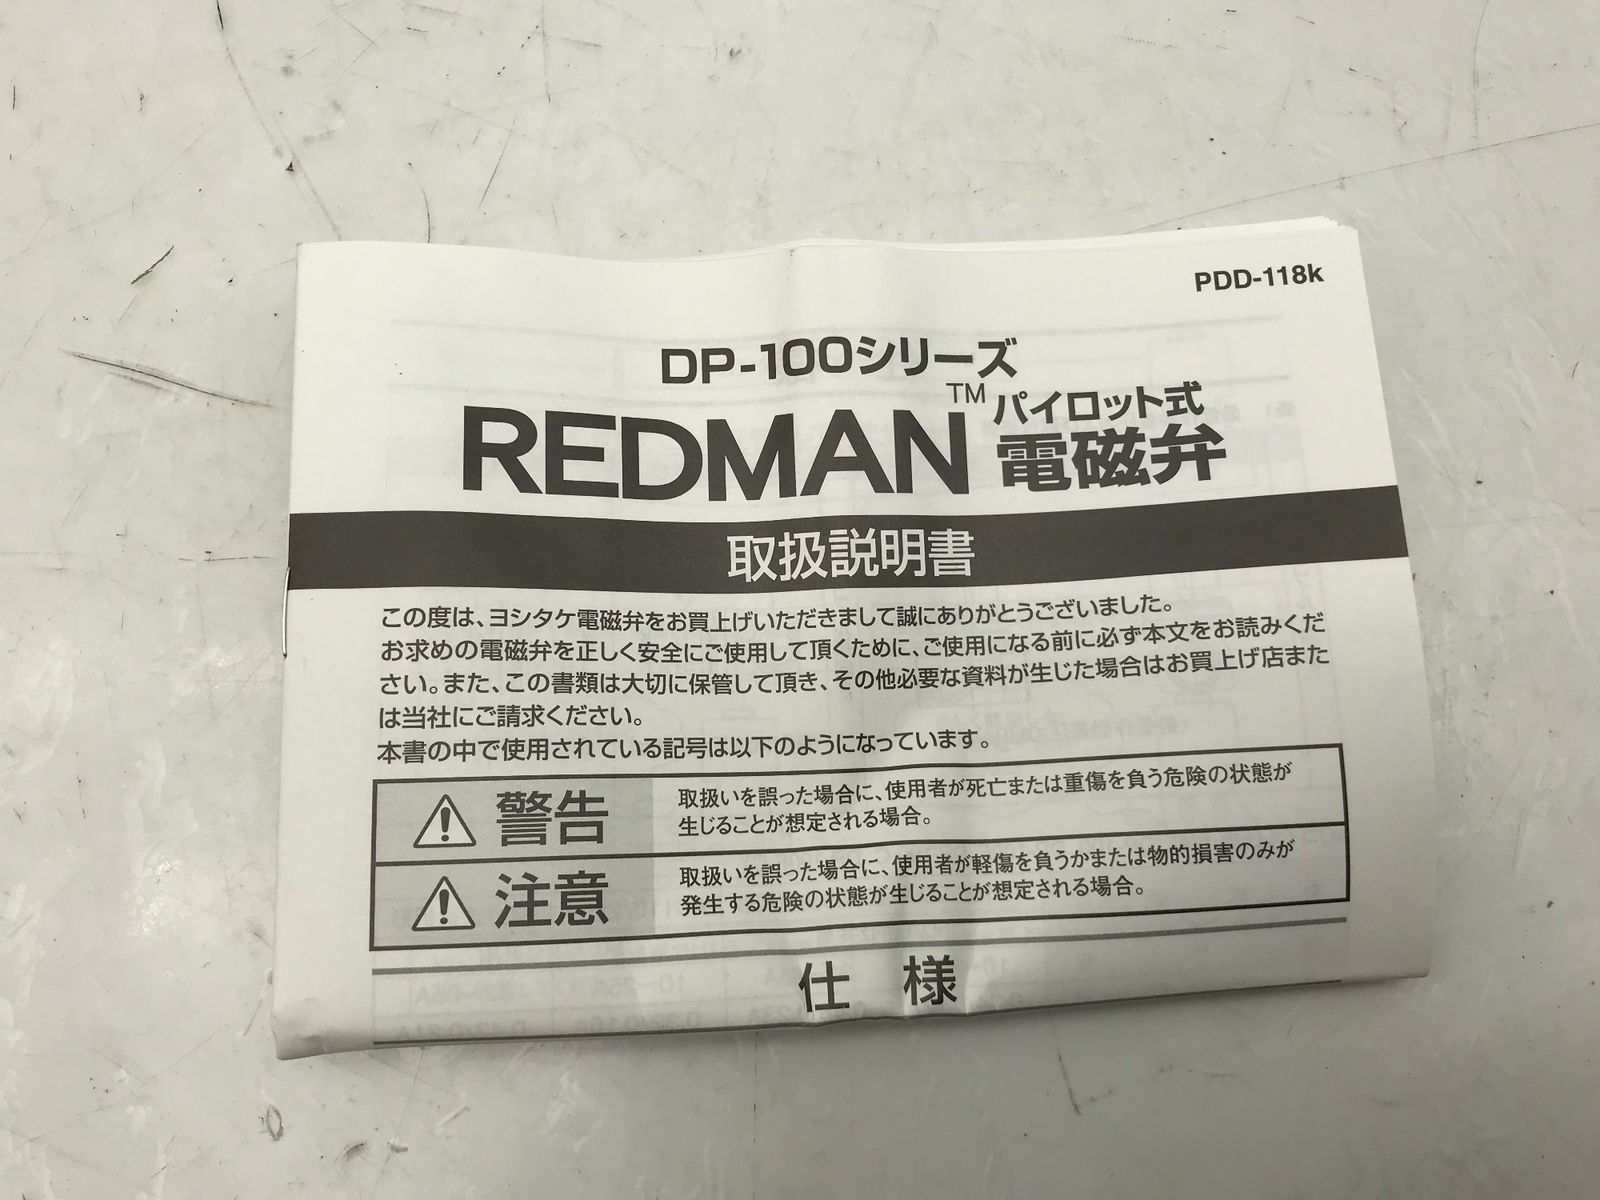 PDD-118k
DP-100シリーズ
REDMAN™ パイロット式
電磁弁
取扱説明書
この度は、ヨシタケ電磁弁をお買上げいただきまして誠にありがとうございました。
お求めの電磁弁を正しく安全にご使用して頂くために、ご使用になる前に必ず本文をお読みくだ
さい。また、この書類は大切に保管して頂き、その他必要な資料が生じた場合はお買上げ店また
は当社にご請求ください。
本書の中で使用されている記号は以下のようになっています。
警告
取扱いを誤った場合に、使用者が死亡または重傷を負う危険の状態が
生じることが想定される場合。
注意
取扱いを誤った場合に、使用者が軽傷を負うかまたは物的損害のみが
発生する危険の状態が生じることが想定される場合。
仕 様